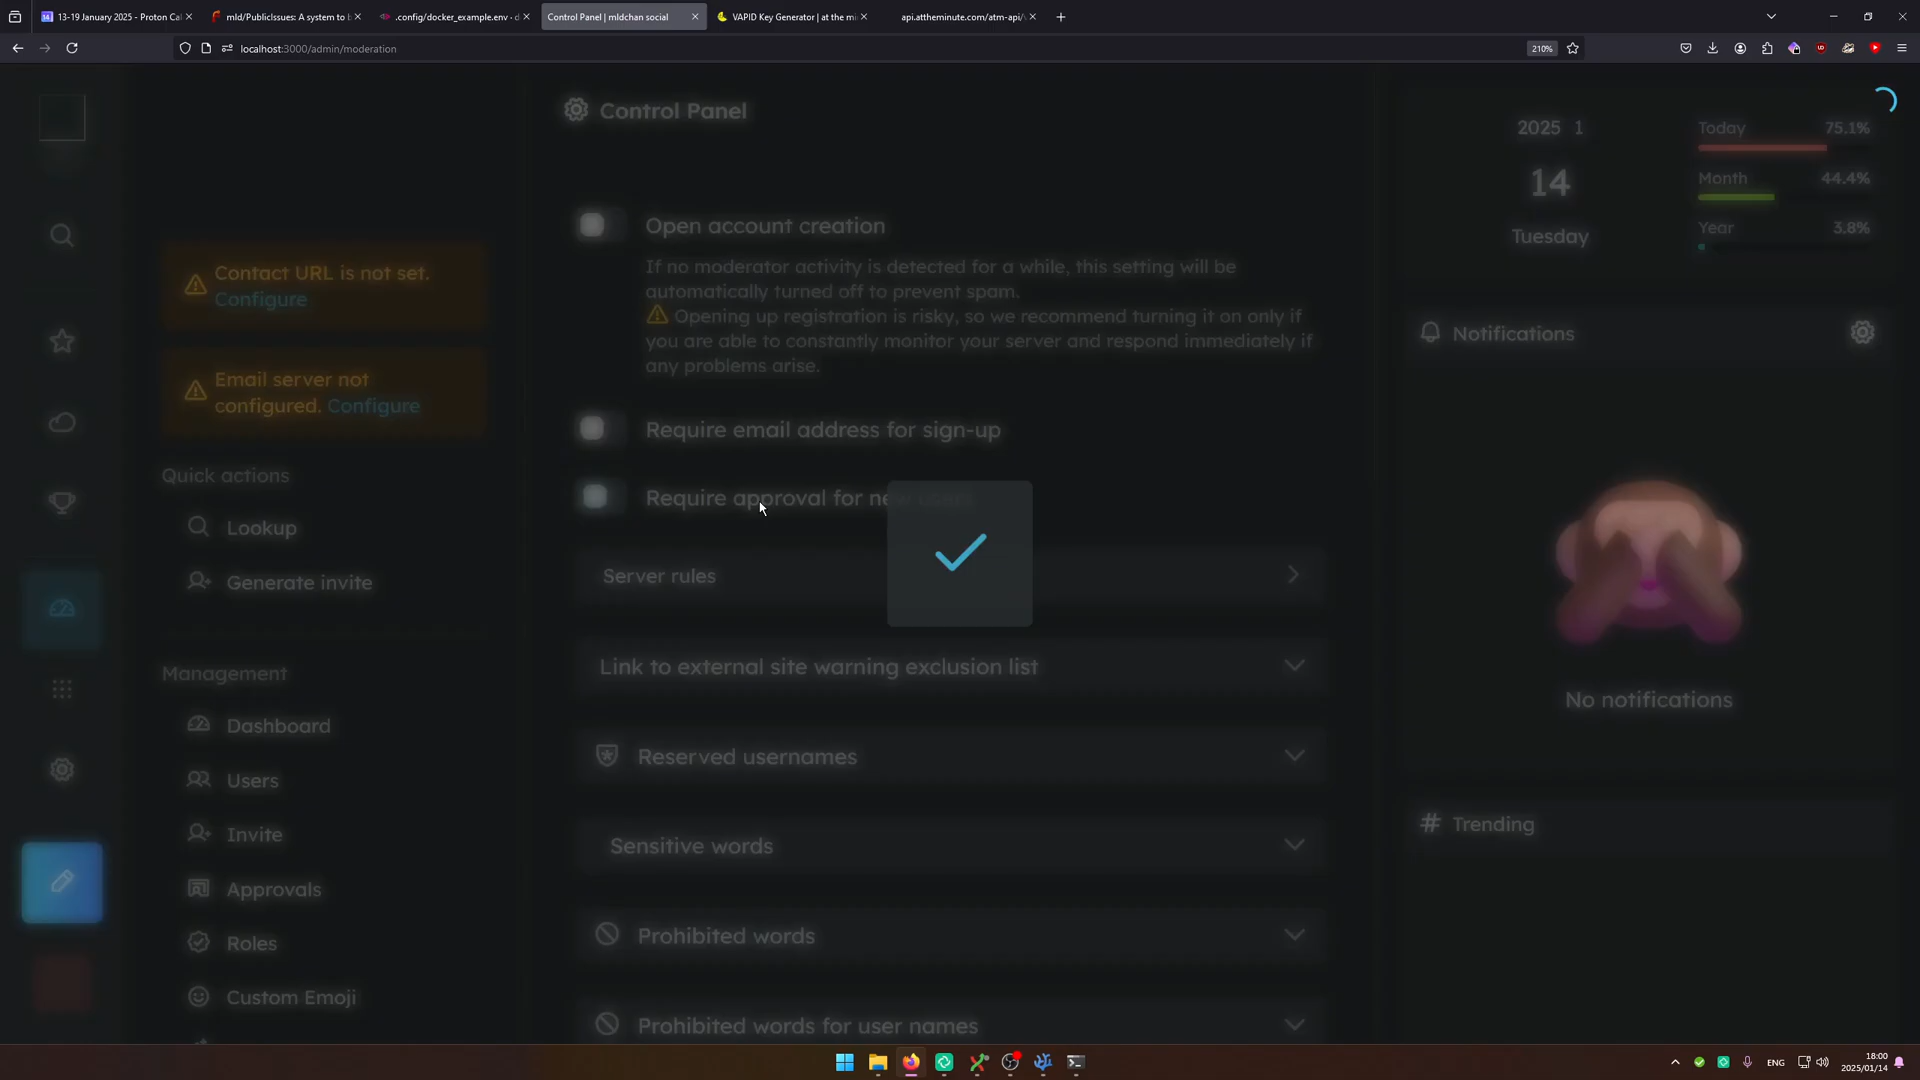 13-19 January 2025 - Proton Cal
mld/PublicIssues: A system to b
.config/docker_example.env - d
Control Panel | mldchan social
VAPID Key Generator | at the mi
api.attheminute.com/atm-api/
localhost:3000/admin/moderation
210%
Control Panel
Contact URL is not set.
Configure
Email server not
configured. Configure
Quick actions
Lookup
Generate invite
Management
Dashboard
Users
Invite
Approvals
Roles
Custom Emoji
Open account creation
If no moderator activity is detected for a while, this setting will be
automatically turned off to prevent spam.
Opening up registration is risky, so we recommend turning it on only if
you are able to constantly monitor your server and respond immediately if
any problems arise.
Require email address for sign-up
Require approval for new users
Server rules
Link to external site warning exclusion list
Reserved usernames
Sensitive words
Prohibited words
Prohibited words for user names
2025 1
14
Tuesday
Today 75.1%
Month 44.4%
Year 3.8%
Notifications
No notifications
# Trending
ENG
18:00
2025/01/14